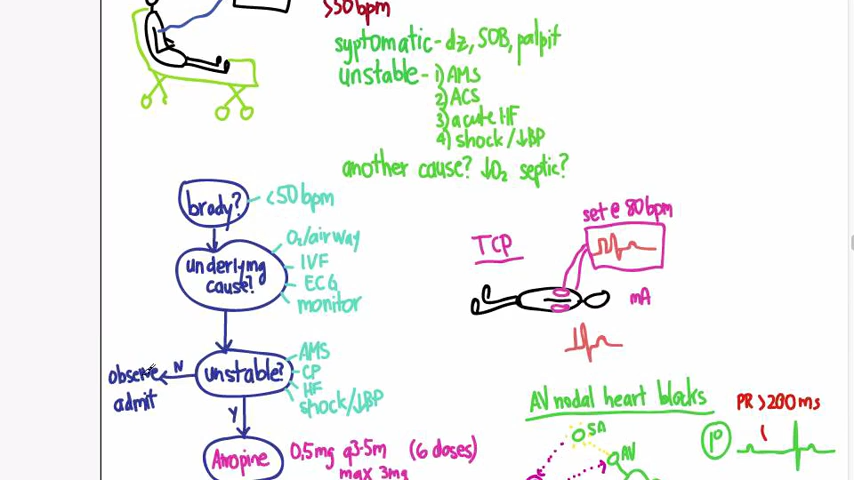 >50bpm
syptomatic - dz, SOB, palpit
unstable - 1) AMS
2) ACS
3) acute HF
4) shock/↓BP
another cause? ↓O2 septic?
brady?
<50bpm
underlying
cause?
O2/airway
IVF
ECG
monitor
unstable?
AMS
CP
HF
shock/↓BP
N
observe
admit
Y
Atropine
0.5mg q3-5m (6 doses)
max 3mg
TCP
set @ 80bpm
mA
AV nodal heart blocks
SA
AV
1°
PR >200ms